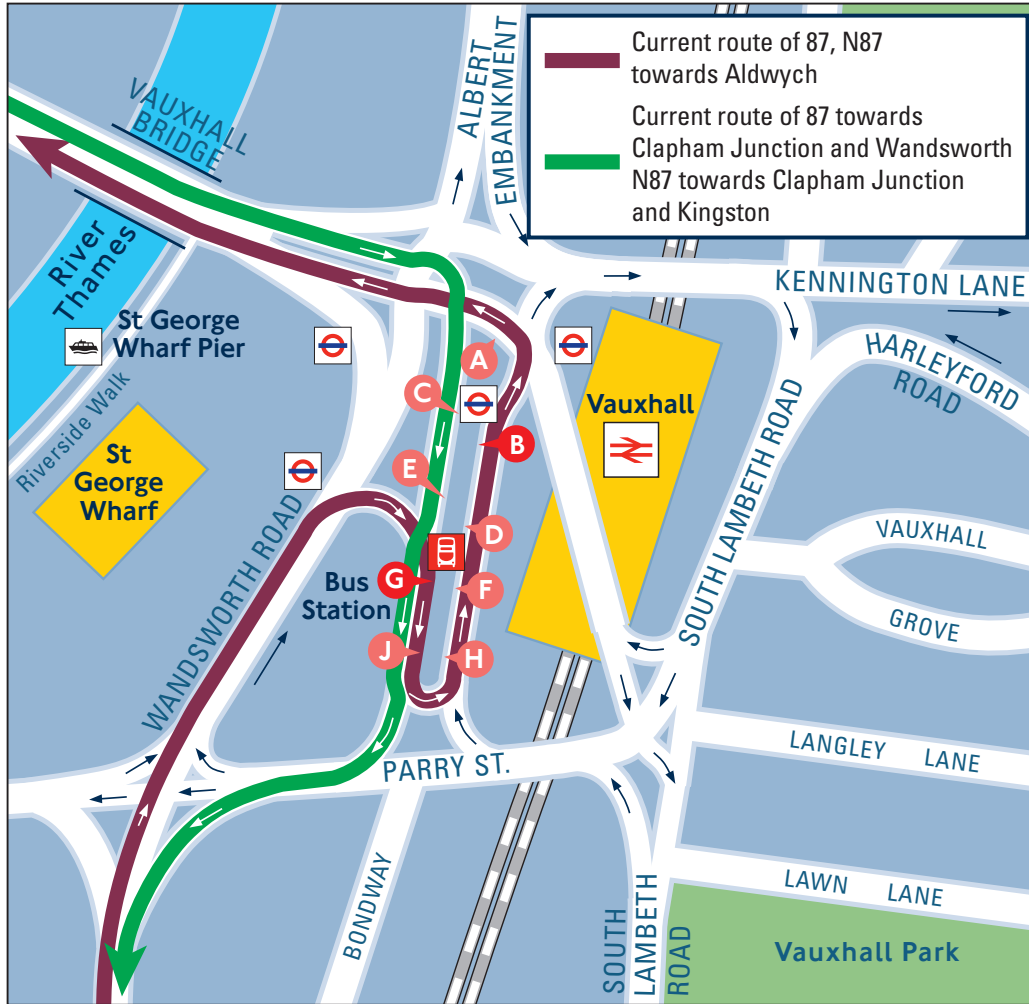 Current route of 87, N87
towards Aldwych
Current route of 87 towards
Clapham Junction and Wandsworth
N87 towards Clapham Junction
and Kingston
VAUXHALL
BRIDGE
ALBERT
EMBANKMENT
River
Thames
St George
Wharf Pier
Riverside Walk
St
George
Wharf
KENNINGTON LANE
HARLEYFORD
ROAD
A
C
B
E
D
G
F
J
H
Vauxhall
Bus
Station
WANDSWORTH ROAD
SOUTH LAMBETH ROAD
VAUXHALL
GROVE
PARRY ST.
LANGLEY LANE
LAWN LANE
BONDWAY
SOUTH
LAMBETH
ROAD
Vauxhall Park